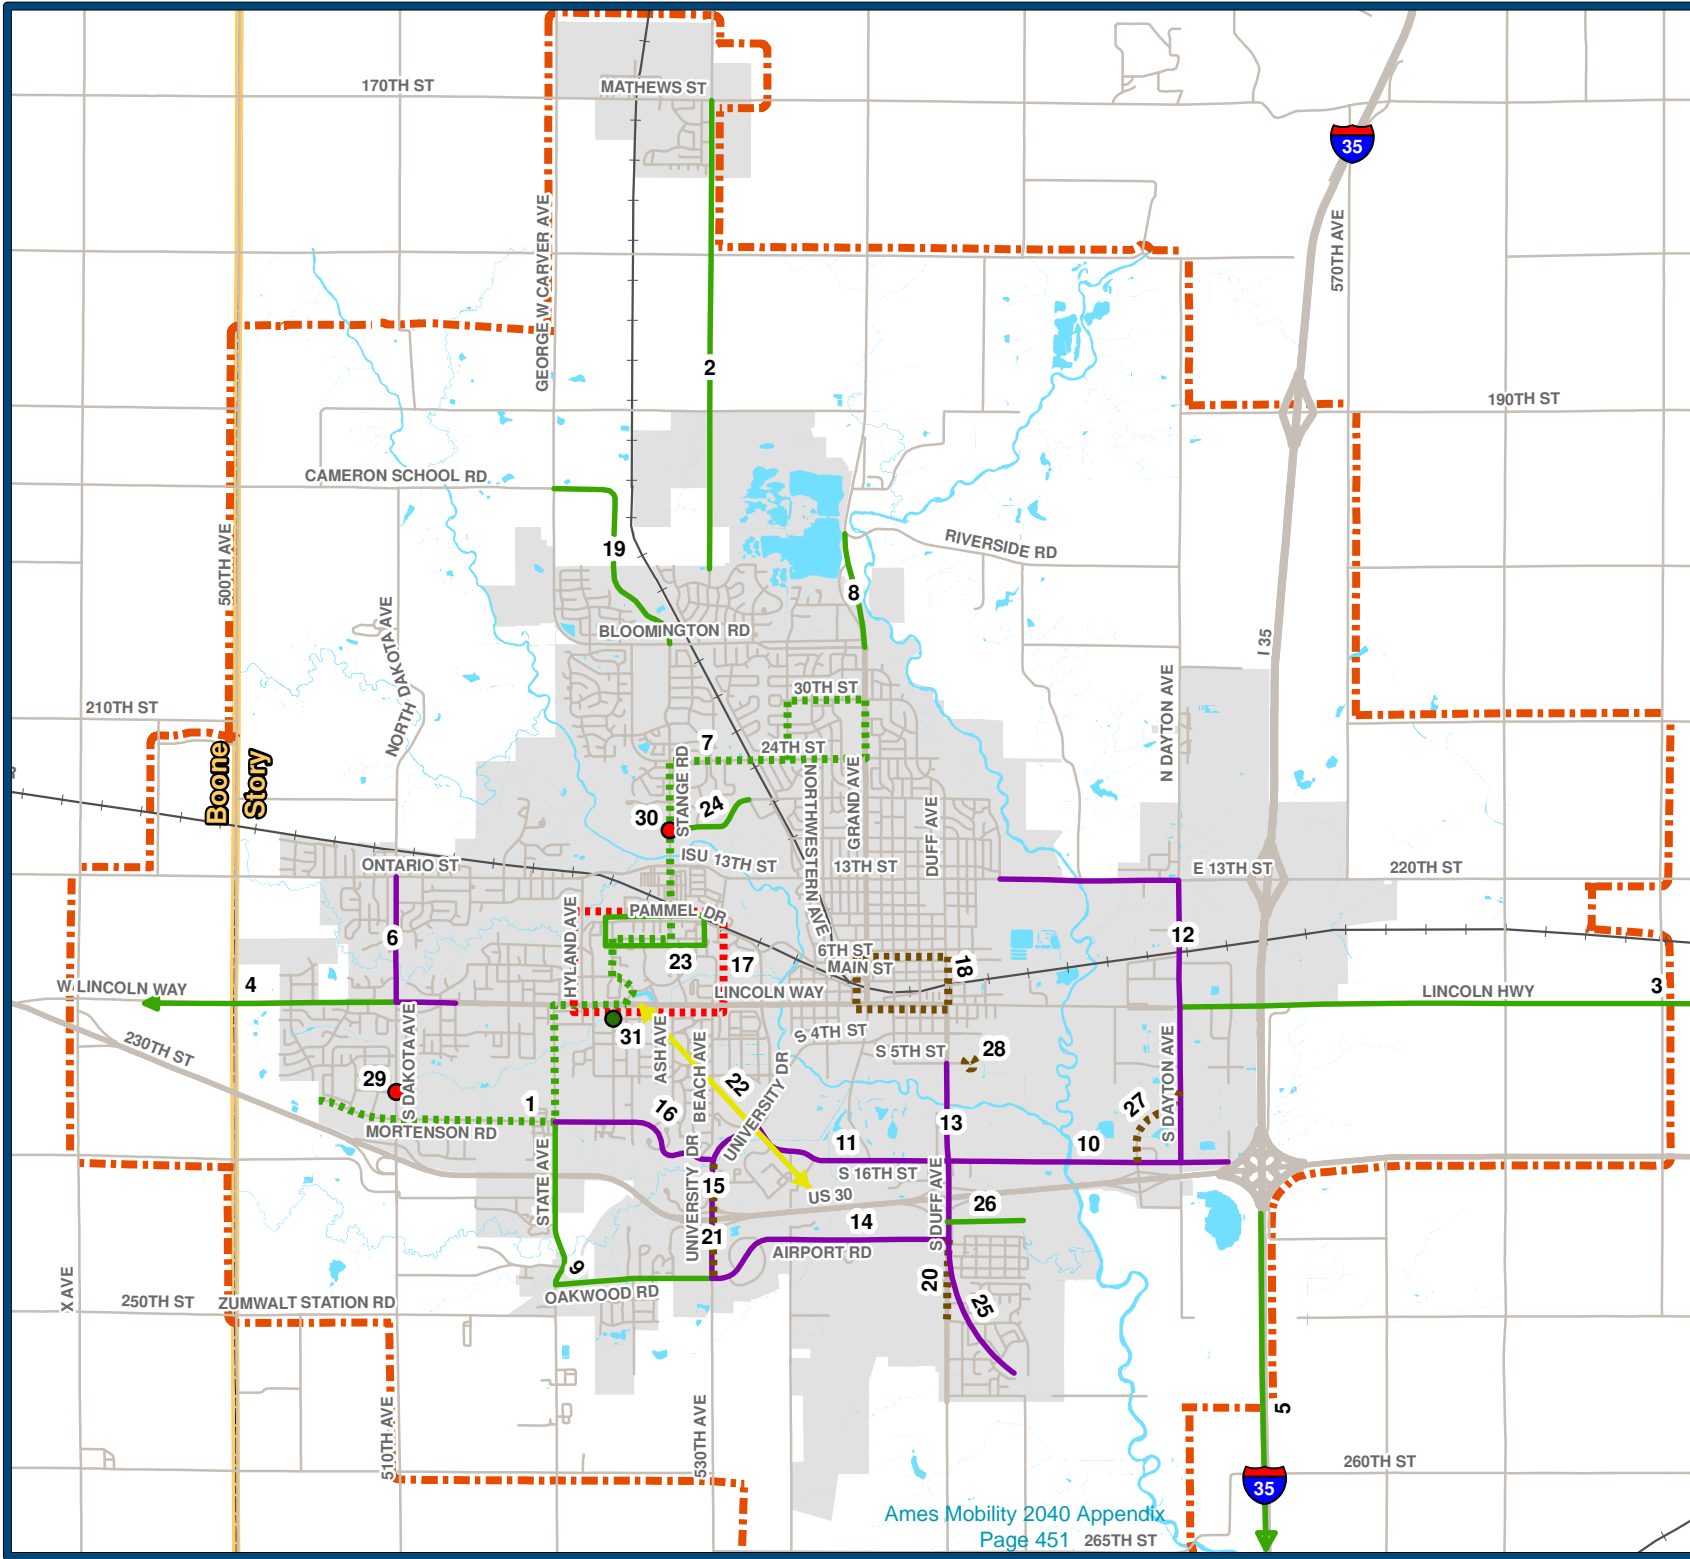 170TH ST
MATHEWS ST
35
GEORGE W CARVER AVE
570TH AVE
2
190TH ST
CAMERON SCHOOL RD
500TH AVE
19
RIVERSIDE RD
8
NORTH DAKOTA AVE
BLOOMINGTON RD
I 35
N DAYTON AVE
30TH ST
210TH ST
7
24TH ST
Boone
Story
STANGE RD
NORTHWESTERN AVE
GRAND AVE
DUFF AVE
24
30
ISU 13TH ST
13TH ST
ONTARIO ST
E 13TH ST
220TH ST
HYLAND AVE
PAMMEL DR
6
12
6TH ST
MAIN ST
18
23
17
W LINCOLN WAY
4
LINCOLN WAY
LINCOLN HWY
3
230TH ST
S DAKOTA AVE
31
ASH AVE
BEACH AVE
UNIVERSITY DR
S 4TH ST
S 5TH ST
28
S DAYTON AVE
29
22
27
1
16
13
MORTENSON RD
11
10
STATE AVE
UNIVERSITY DR
15
S 16TH ST
US 30
S DUFF AVE
26
14
21
AIRPORT RD
9
OAKWOOD RD
20
25
X AVE
250TH ST
ZUMWALT STATION RD
510TH AVE
530TH AVE
5
260TH ST
35
Ames Mobility 2040 Appendix
Page 451
265TH ST